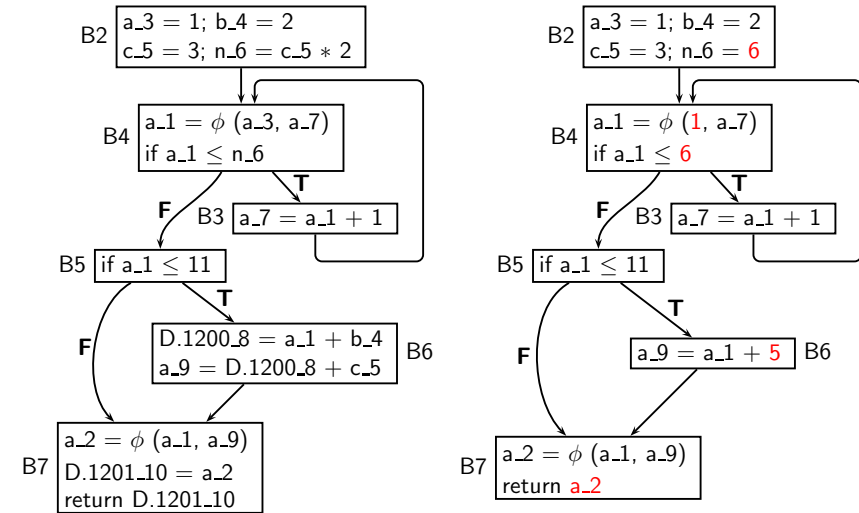 B2
a_3 = 1; b_4 = 2
c_5 = 3; n_6 = c_5 ∗ 2
B4
a_1 = ϕ (a_3, a_7)
if a_1 ≤ n_6
F
T
B3
a_7 = a_1 + 1
B5
if a_1 ≤ 11
F
T
D.1200_8 = a_1 + b_4
a_9 = D.1200_8 + c_5
B6
B7
a_2 = ϕ (a_1, a_9)
D.1201_10 = a_2
return D.1201_10
B2
a_3 = 1; b_4 = 2
c_5 = 3; n_6 = 6
B4
a_1 = ϕ (1, a_7)
if a_1 ≤ 6
F
T
B3
a_7 = a_1 + 1
B5
if a_1 ≤ 11
F
T
a_9 = a_1 + 5
B6
B7
a_2 = ϕ (a_1, a_9)
return a_2